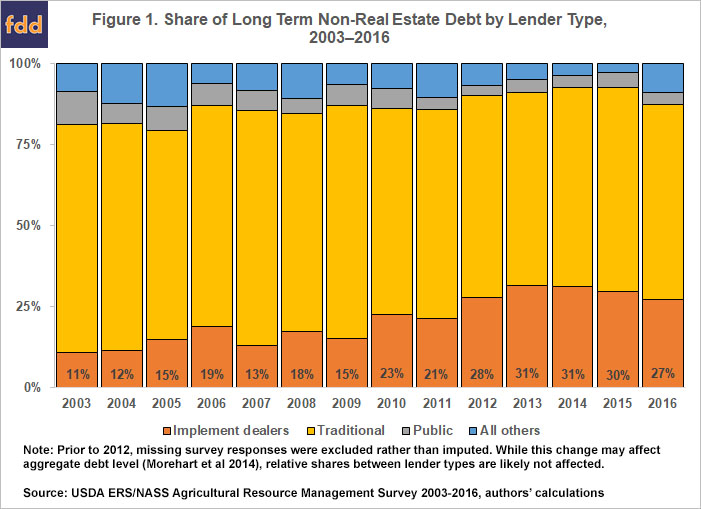 fdd
Figure 1. Share of Long Term Non-Real Estate Debt by Lender Type,
2003–2016
100%
75%
50%
25%
0%
11% 12% 15% 19% 13% 18% 15% 23% 21% 28% 31% 31% 30% 27%
2003 2004 2005 2006 2007 2008 2009 2010 2011 2012 2013 2014 2015 2016
Implement dealers Traditional Public All others
Note: Prior to 2012, missing survey responses were excluded rather than imputed. While this change may affect
aggregate debt level (Morehart et al 2014), relative shares between lender types are likely not affected.
Source: USDA ERS/NASS Agricultural Resource Management Survey 2003-2016, authors' calculations